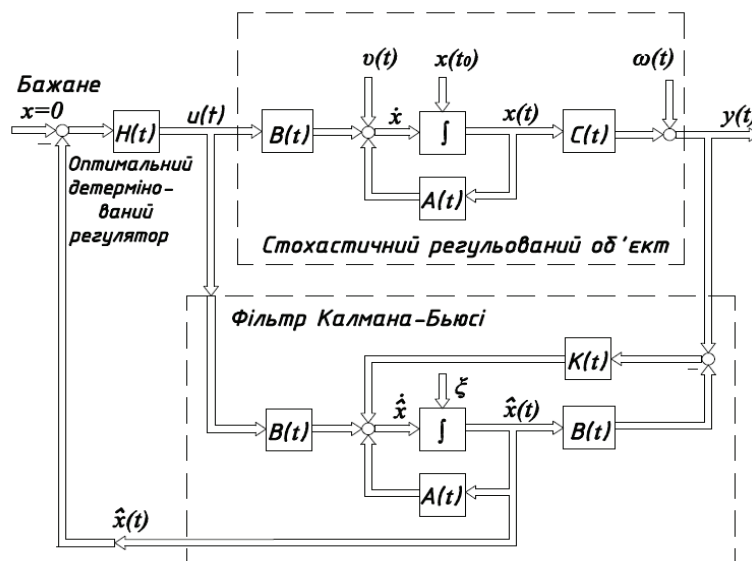 υ(t) x(t₀) ω(t)
Бажане
x=0
H(t) u(t) B(t) ẋ ∫ x(t) C(t) y(t)
–
Оптимальний
детерміно-
ваний
регулятор
A(t)
Стохастичний регульований об'єкт
Фільтр Калмана-Бьюсі
K(t)
–
ξ
B(t) x̂̇ ∫ x̂(t) B(t)
A(t)
x̂(t)